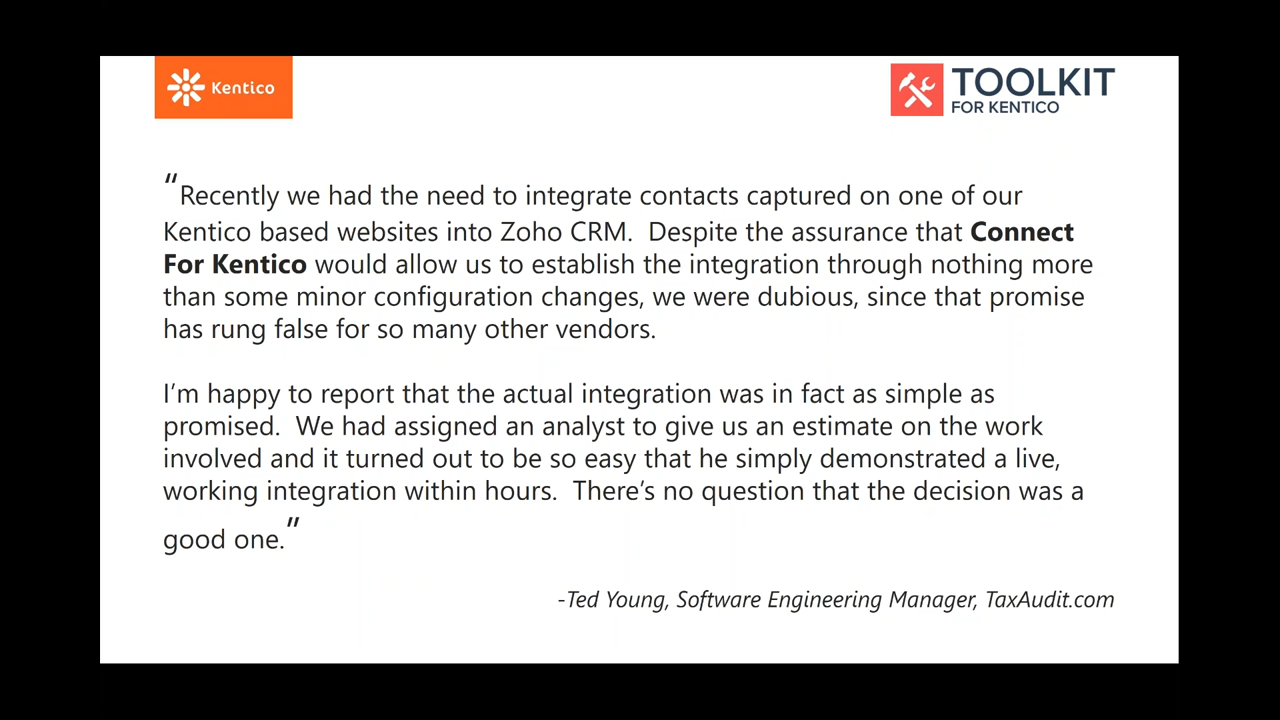 Kentico
TOOLKIT
FOR KENTICO
“Recently we had the need to integrate contacts captured on one of our
Kentico based websites into Zoho CRM.  Despite the assurance that Connect
For Kentico would allow us to establish the integration through nothing more
than some minor configuration changes, we were dubious, since that promise
has rung false for so many other vendors.
I’m happy to report that the actual integration was in fact as simple as
promised.  We had assigned an analyst to give us an estimate on the work
involved and it turned out to be so easy that he simply demonstrated a live,
working integration within hours.  There’s no question that the decision was a
good one.”
-Ted Young, Software Engineering Manager, TaxAudit.com